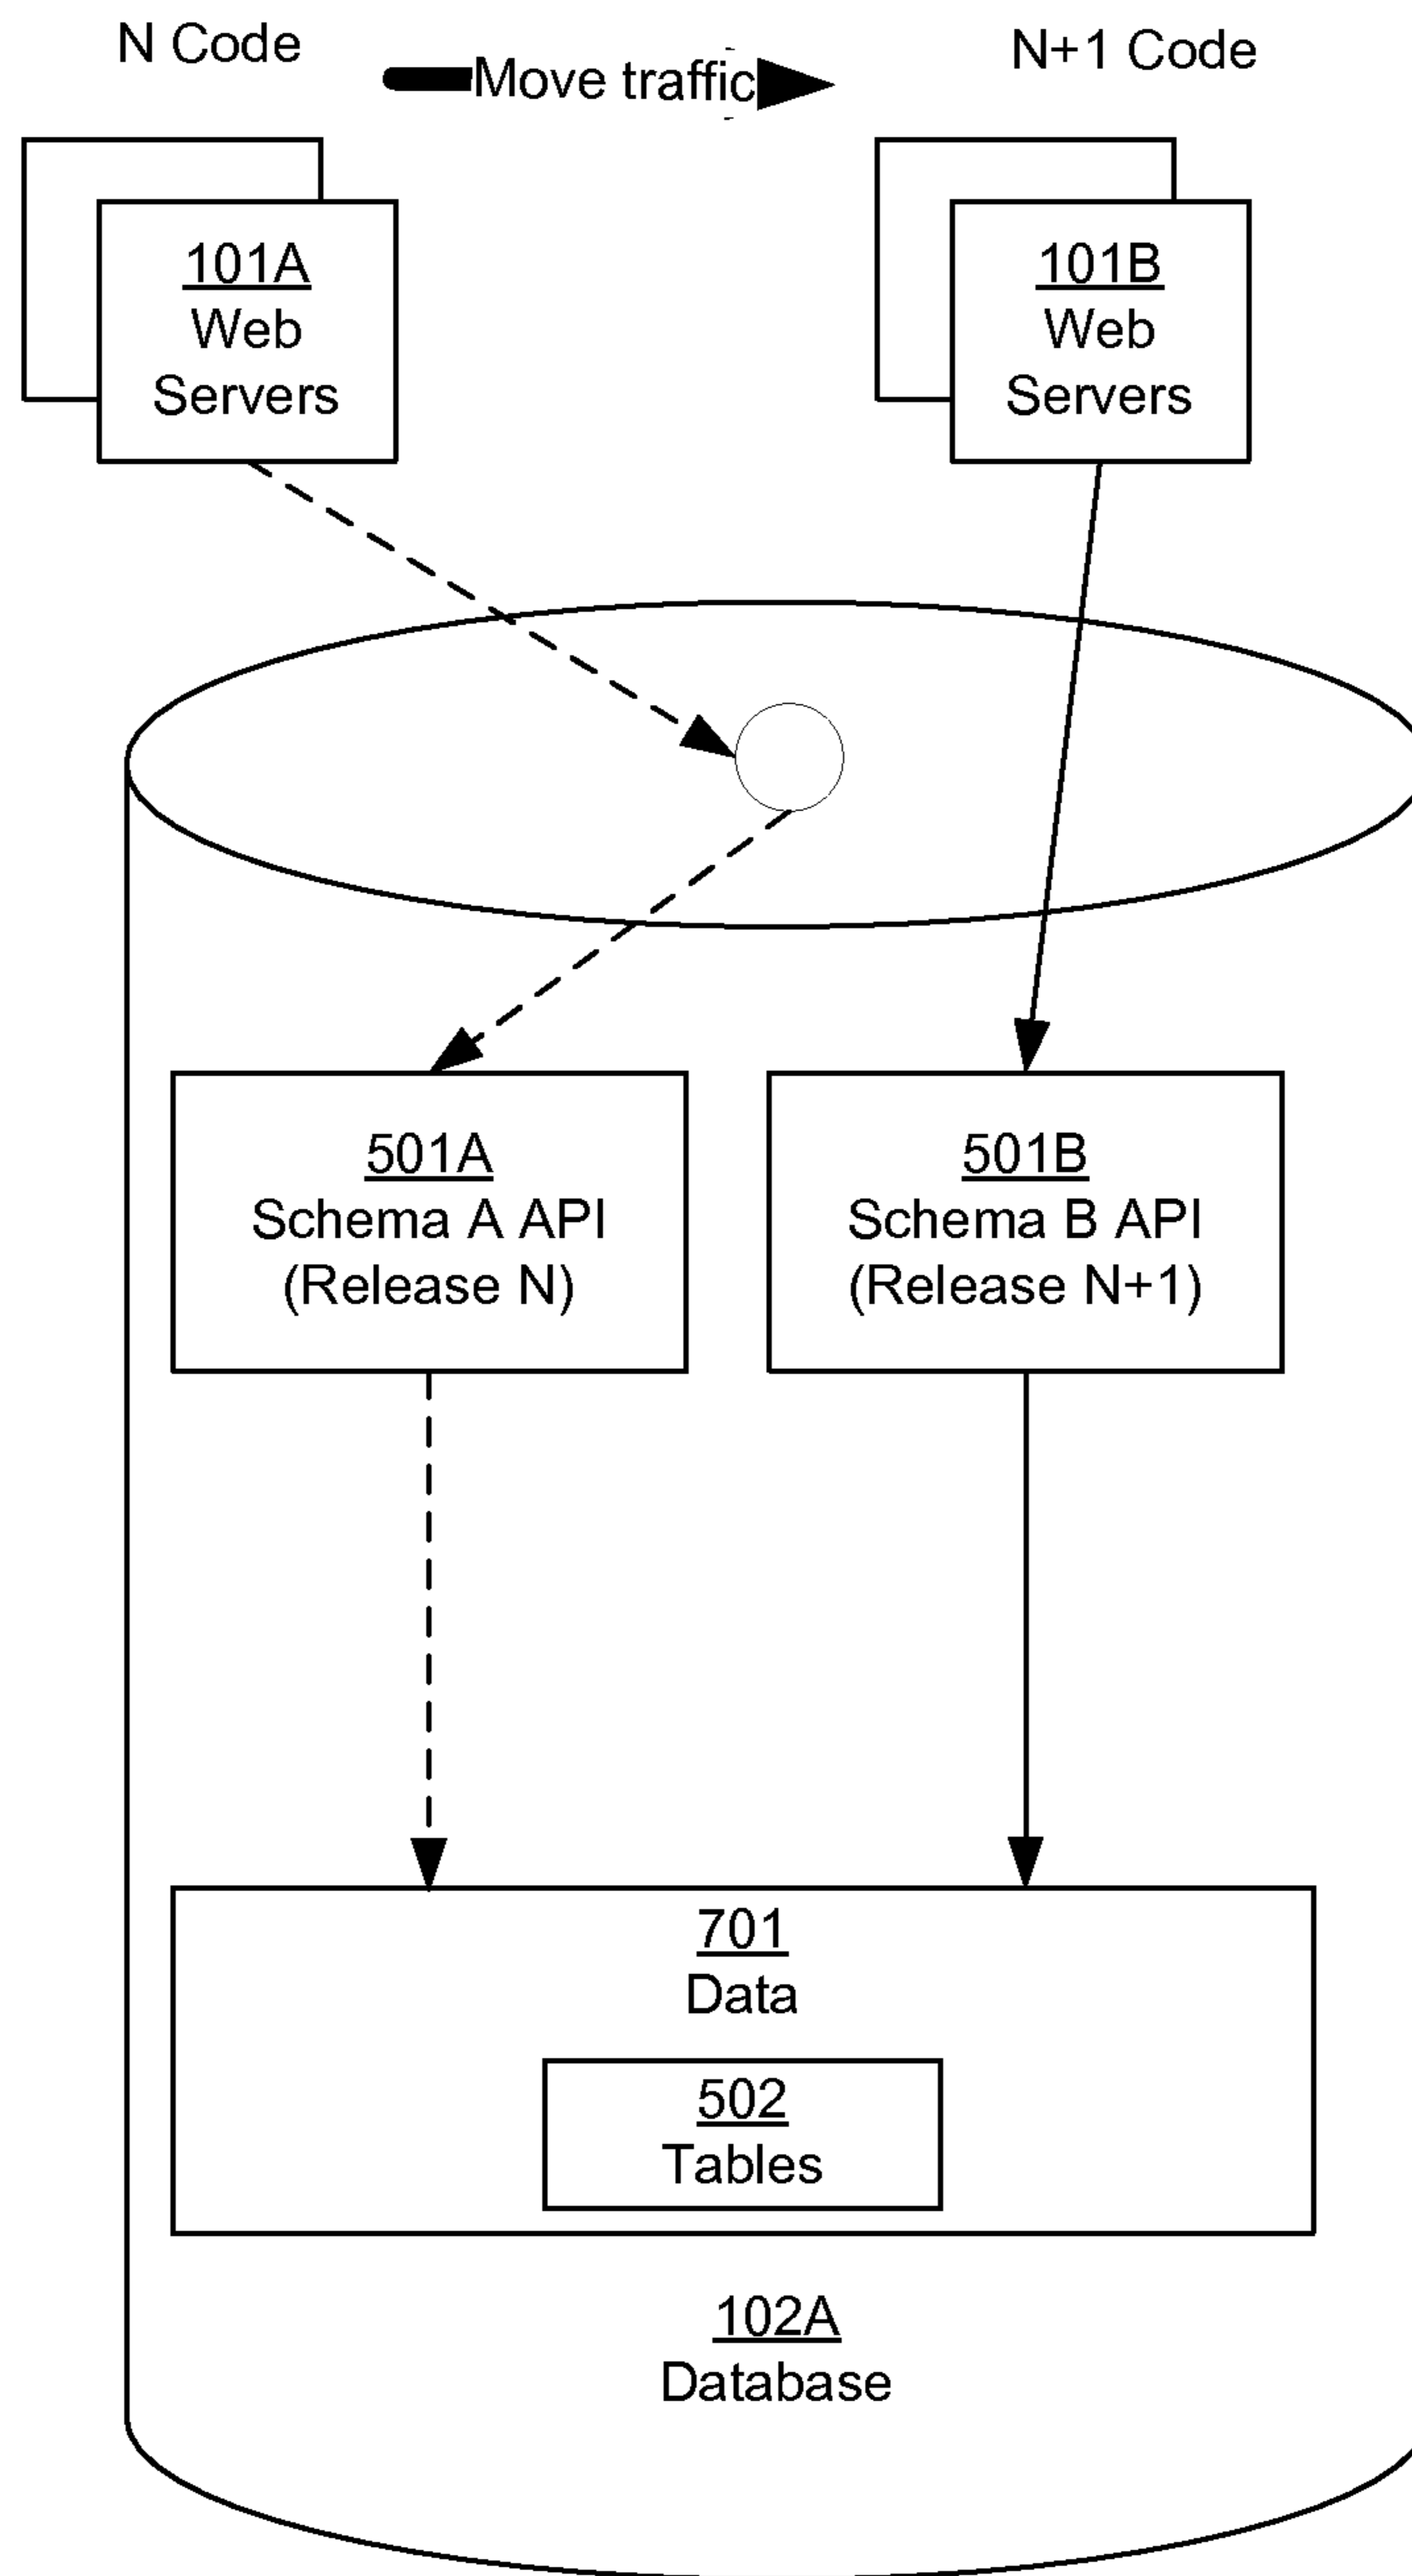 N Code
Move traffic
N+1 Code
101A
Web
Servers
101B
Web
Servers
501A
Schema A API
(Release N)
501B
Schema B API
(Release N+1)
701
Data
502
Tables
102A
Database